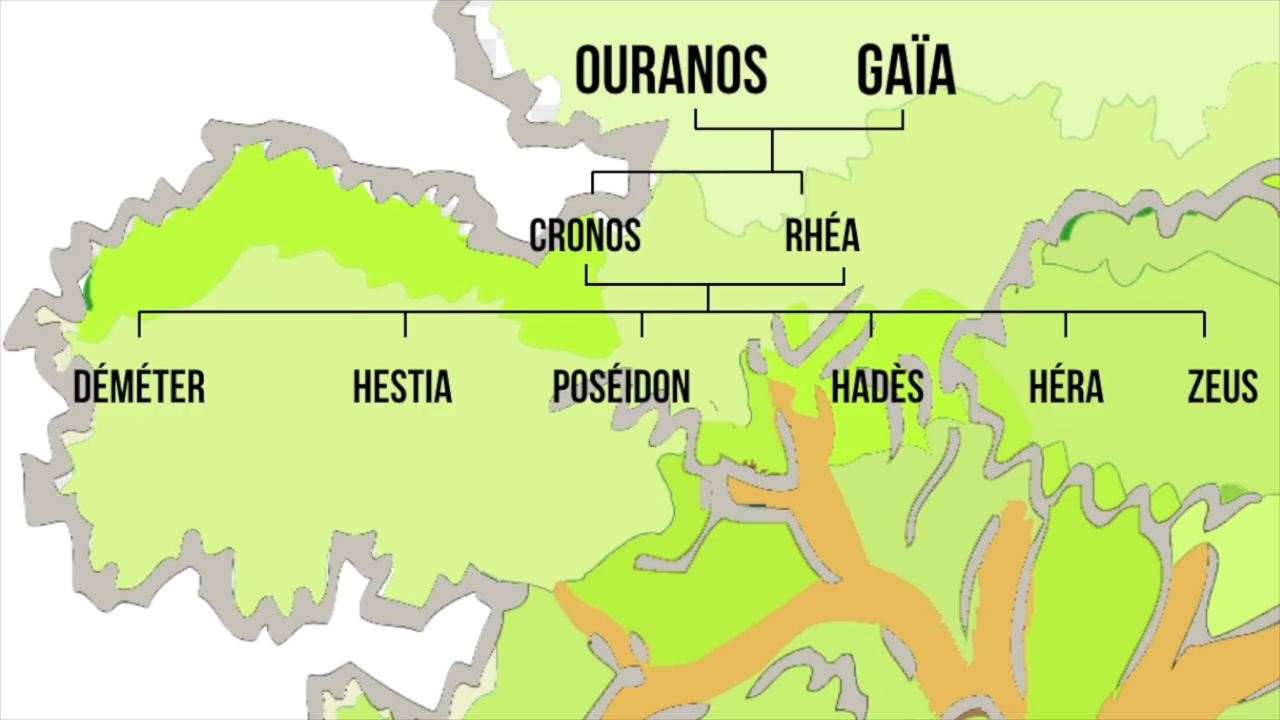 OURANOS GAÏA
CRONOS RHÉA
DÉMÉTER HESTIA POSÉIDON HADÈS HÉRA ZEUS